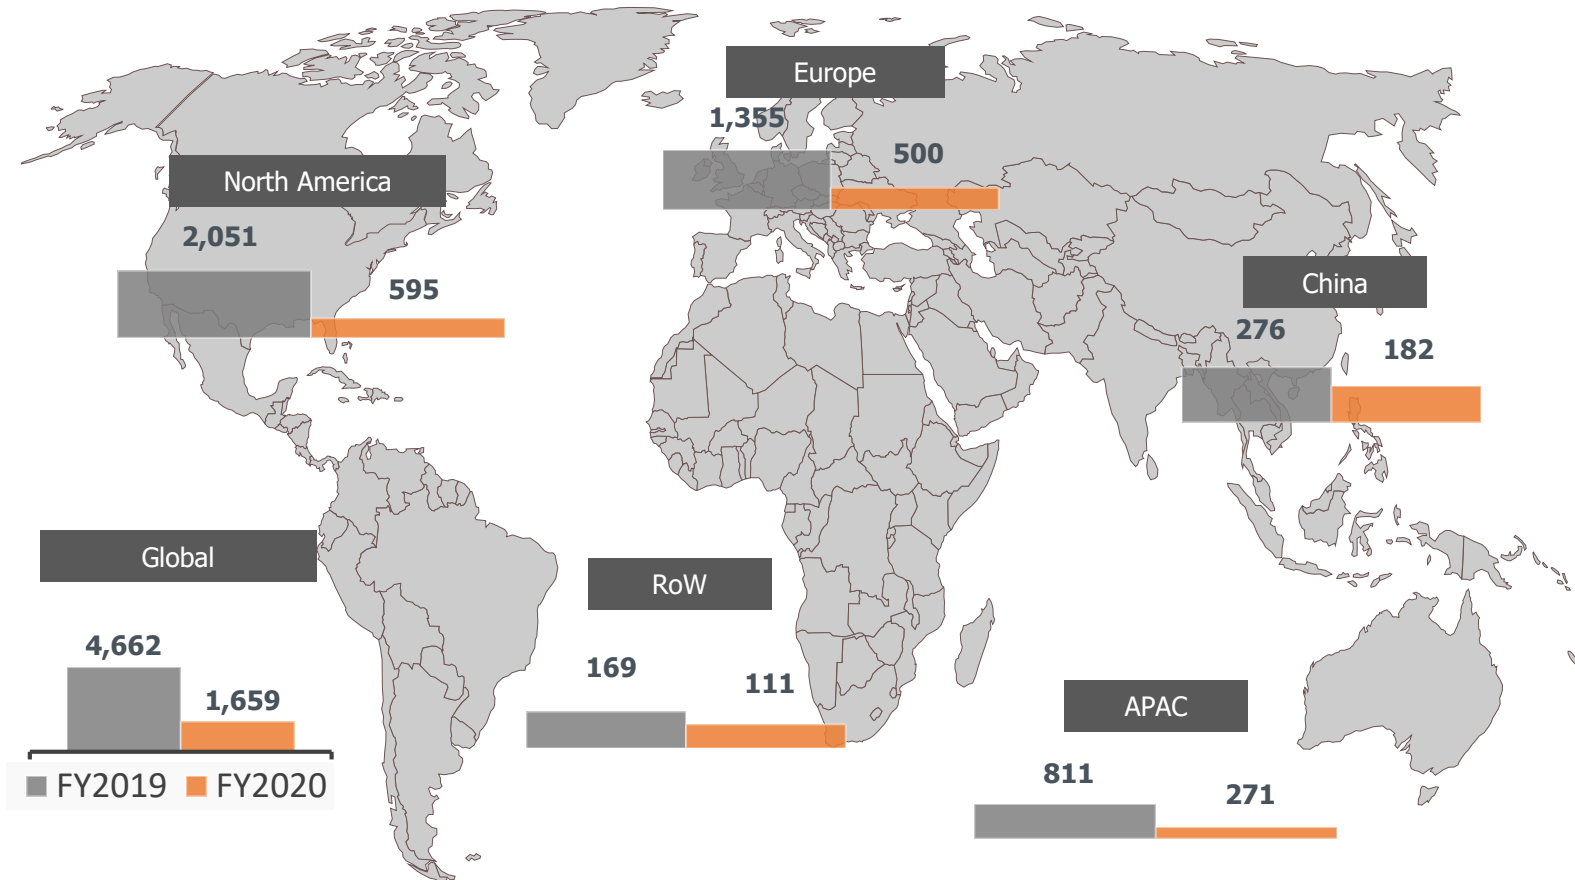 Europe
1,355
500
North America
2,051
595
China
276
182
Global
4,662
1,659
FY2019 FY2020
RoW
169
111
APAC
811
271